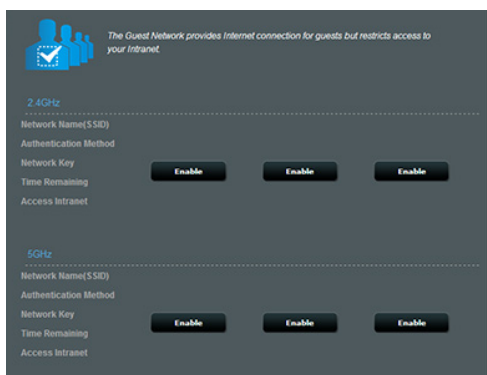 The Guest Network provides Internet connection for guests but restricts access to
your Intranet.
2.4GHz
Network Name(SSID)
Authentication Method
Network Key
Time Remaining
Access Intranet
Enable Enable Enable
5GHz
Network Name(SSID)
Authentication Method
Network Key
Time Remaining
Access Intranet
Enable Enable Enable